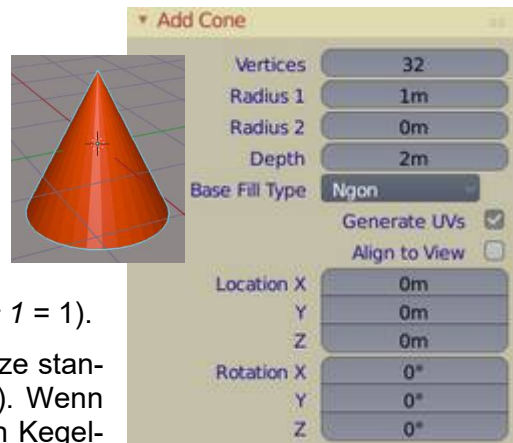 Add Cone
Vertices 32
Radius 1 1m
Radius 2 0m
Depth 2m
Base Fill Type Ngon
Generate UVs
Align to View
Location X 0m
Y 0m
Z 0m
Rotation X 0°
Y 0°
Z 0°
1 = 1).
ze stan-
). Wenn
n Kegel-